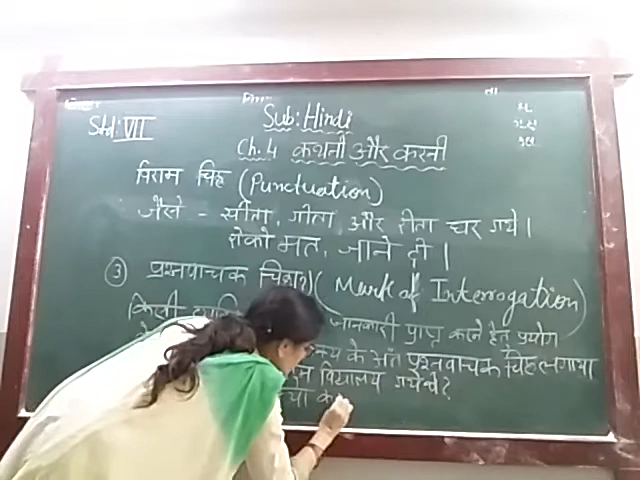 Std: VII
Sub: Hindi
Ch. 4 कथनी और करनी
विराम चिह्न (Punctuation)
जैसे - सीता, गीता, और रीता घर गये।
रोको मत, जाने दो।
③ प्रश्नवाचक चिह्न (?) (Mark of Interrogation)
किसी जानकारी प्राप्त करने हेतु प्रयोग
के अंत प्रश्नवाचक चिह्न लगाया
विद्यालय गये थे?